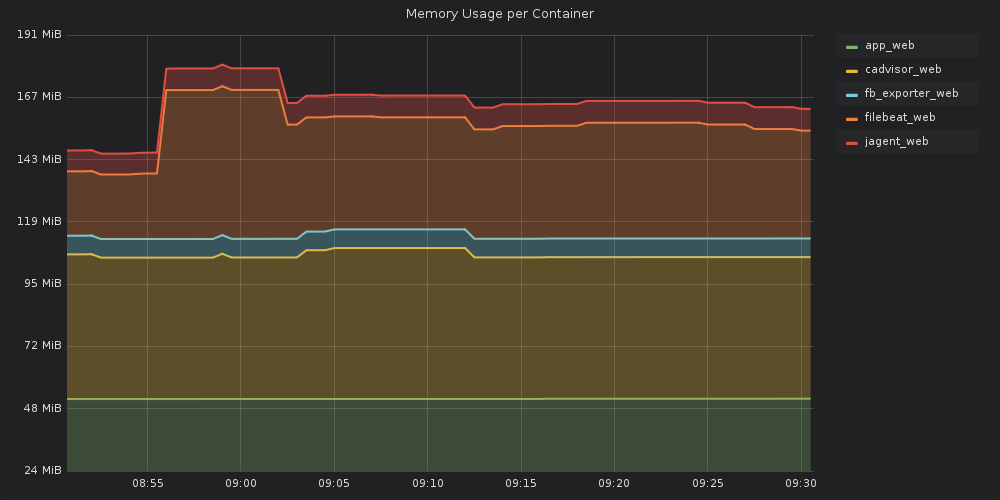 Memory Usage per Container
191 MiB
167 MiB
143 MiB
119 MiB
95 MiB
72 MiB
48 MiB
24 MiB
08:55
09:00
09:05
09:10
09:15
09:20
09:25
09:30
app_web
cadvisor_web
fb_exporter_web
filebeat_web
jagent_web